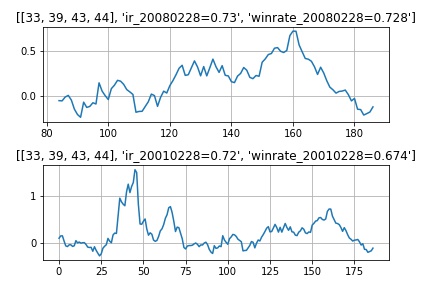 [[33, 39, 43, 44], 'ir_20080228=0.73', 'winrate_20080228=0.728']
0.5
0.0
80 100 120 140 160 180
[[33, 39, 43, 44], 'ir_20010228=0.72', 'winrate_20010228=0.674']
1
0
0 25 50 75 100 125 150 175